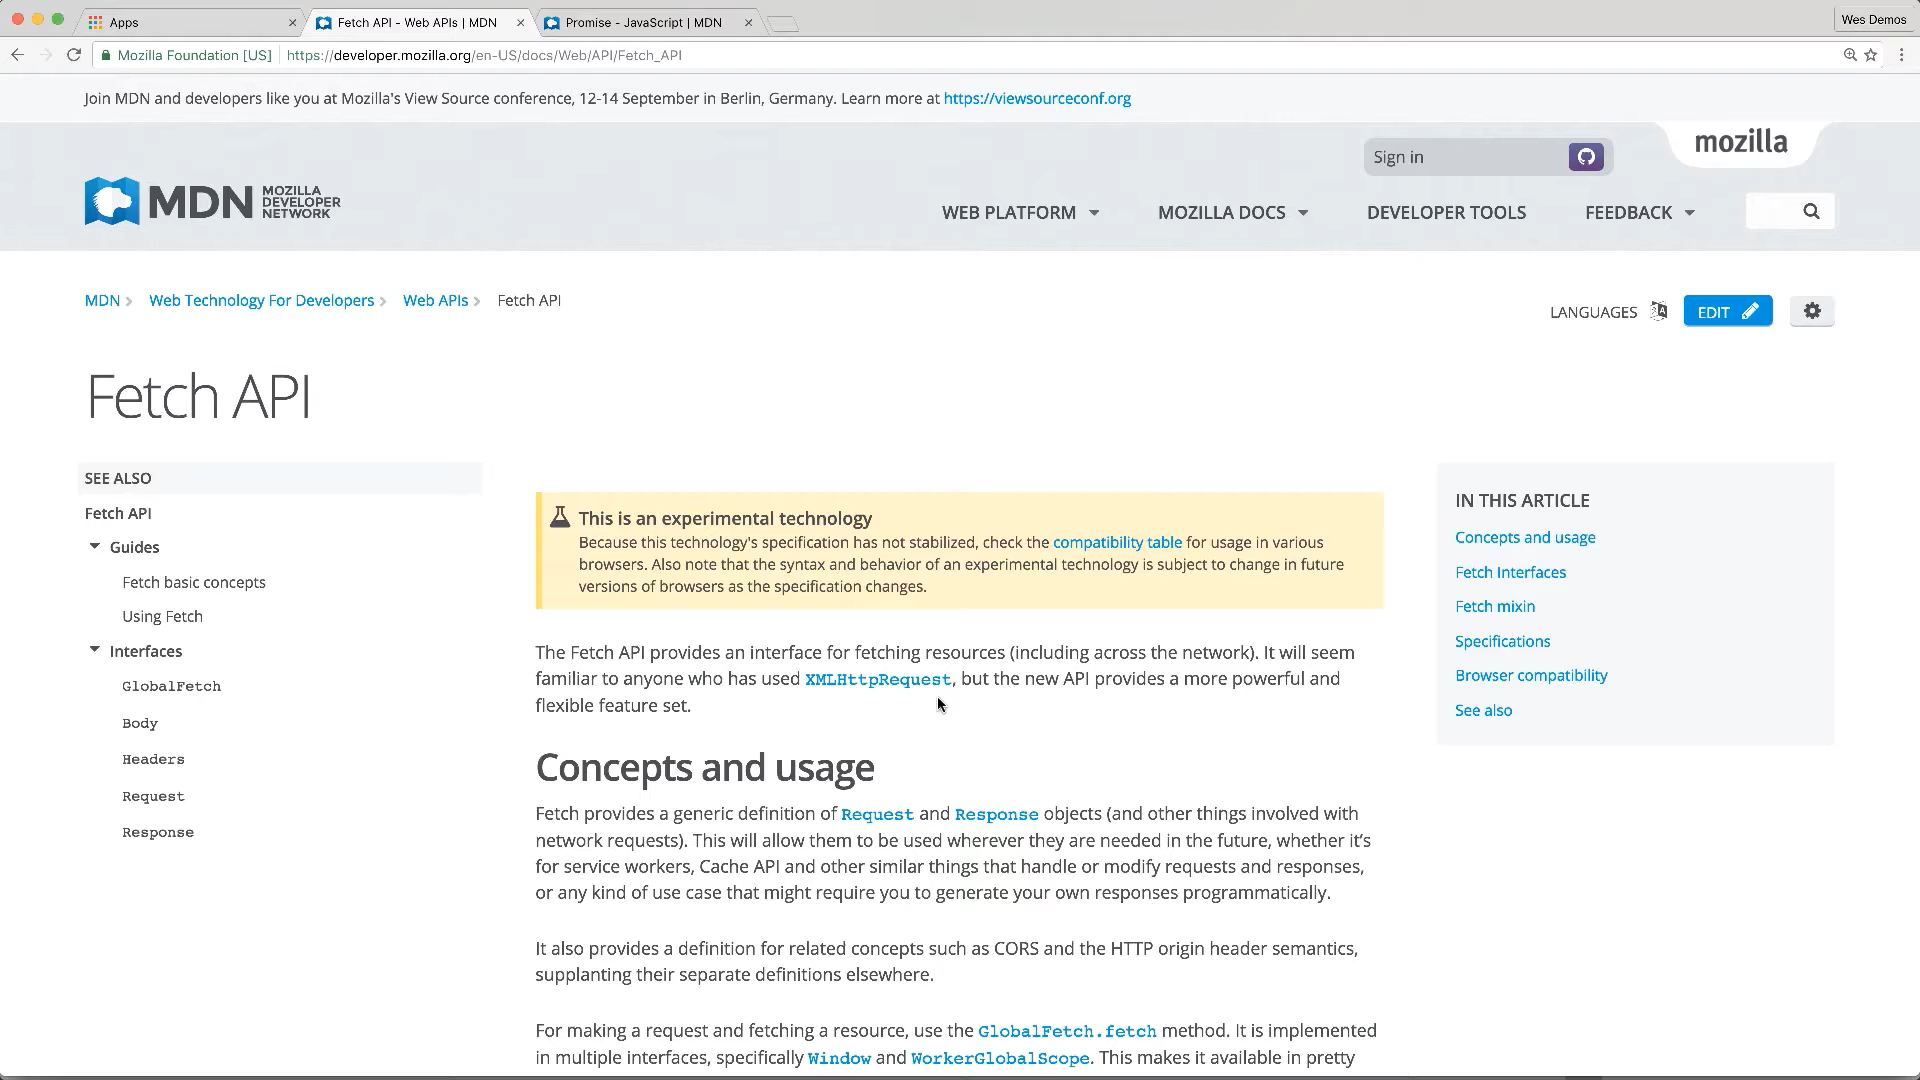 Apps
Fetch API - Web APIs | MDN
Promise - JavaScript | MDN
Wes Demos
Mozilla Foundation [US]
https://developer.mozilla.org/en-US/docs/Web/API/Fetch_API
Join MDN and developers like you at Mozilla's View Source conference, 12-14 September in Berlin, Germany. Learn more at https://viewsourceconf.org
Sign in
mozilla
MDN
MOZILLA
DEVELOPER
NETWORK
WEB PLATFORM
MOZILLA DOCS
DEVELOPER TOOLS
FEEDBACK
MDN
Web Technology For Developers
Web APIs
Fetch API
LANGUAGES
EDIT
Fetch API
SEE ALSO
Fetch API
Guides
Fetch basic concepts
Using Fetch
Interfaces
GlobalFetch
Body
Headers
Request
Response
This is an experimental technology
Because this technology's specification has not stabilized, check the compatibility table for usage in various
browsers. Also note that the syntax and behavior of an experimental technology is subject to change in future
versions of browsers as the specification changes.
The Fetch API provides an interface for fetching resources (including across the network). It will seem
familiar to anyone who has used XMLHttpRequest, but the new API provides a more powerful and
flexible feature set.
Concepts and usage
Fetch provides a generic definition of Request and Response objects (and other things involved with
network requests). This will allow them to be used wherever they are needed in the future, whether it’s
for service workers, Cache API and other similar things that handle or modify requests and responses,
or any kind of use case that might require you to generate your own responses programmatically.
It also provides a definition for related concepts such as CORS and the HTTP origin header semantics,
supplanting their separate definitions elsewhere.
For making a request and fetching a resource, use the GlobalFetch.fetch method. It is implemented
in multiple interfaces, specifically Window and WorkerGlobalScope. This makes it available in pretty
IN THIS ARTICLE
Concepts and usage
Fetch Interfaces
Fetch mixin
Specifications
Browser compatibility
See also